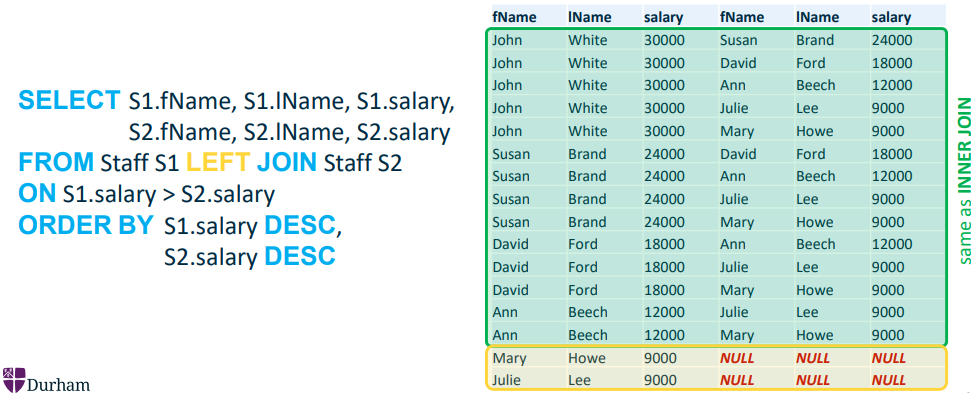 SELECT S1.fName, S1.lName, S1.salary,
S2.fName, S2.lName, S2.salary
FROM Staff S1 LEFT JOIN Staff S2
ON S1.salary > S2.salary
ORDER BY S1.salary DESC,
S2.salary DESC
fName lName salary fName lName salary
John White 30000 Susan Brand 24000
John White 30000 David Ford 18000
John White 30000 Ann Beech 12000
John White 30000 Julie Lee 9000
John White 30000 Mary Howe 9000
Susan Brand 24000 David Ford 18000
Susan Brand 24000 Ann Beech 12000
Susan Brand 24000 Julie Lee 9000
Susan Brand 24000 Mary Howe 9000
David Ford 18000 Ann Beech 12000
David Ford 18000 Julie Lee 9000
David Ford 18000 Mary Howe 9000
Ann Beech 12000 Julie Lee 9000
Ann Beech 12000 Mary Howe 9000
Mary Howe 9000 NULL NULL NULL
Julie Lee 9000 NULL NULL NULL
same as INNER JOIN
Durham